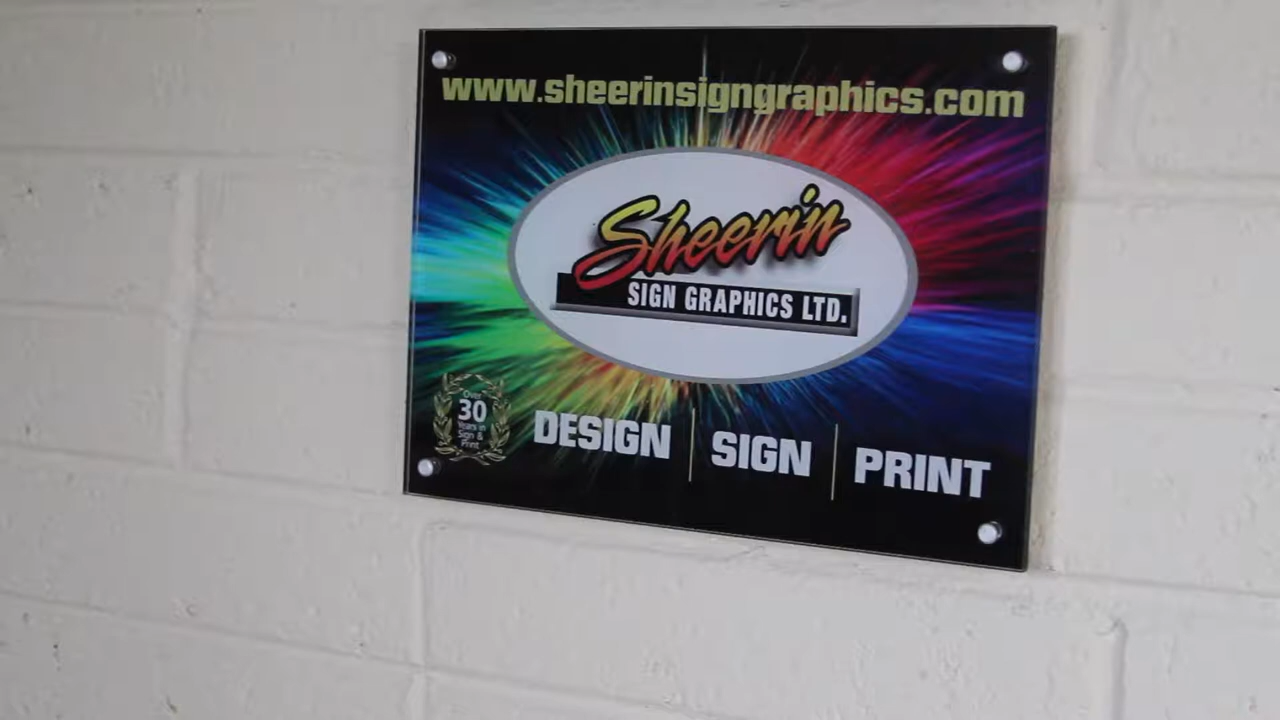 www.sheerinsigngraphics.com
Sheerin
SIGN GRAPHICS LTD.
Over
30
Years in
Sign &
Print
DESIGN | SIGN | PRINT